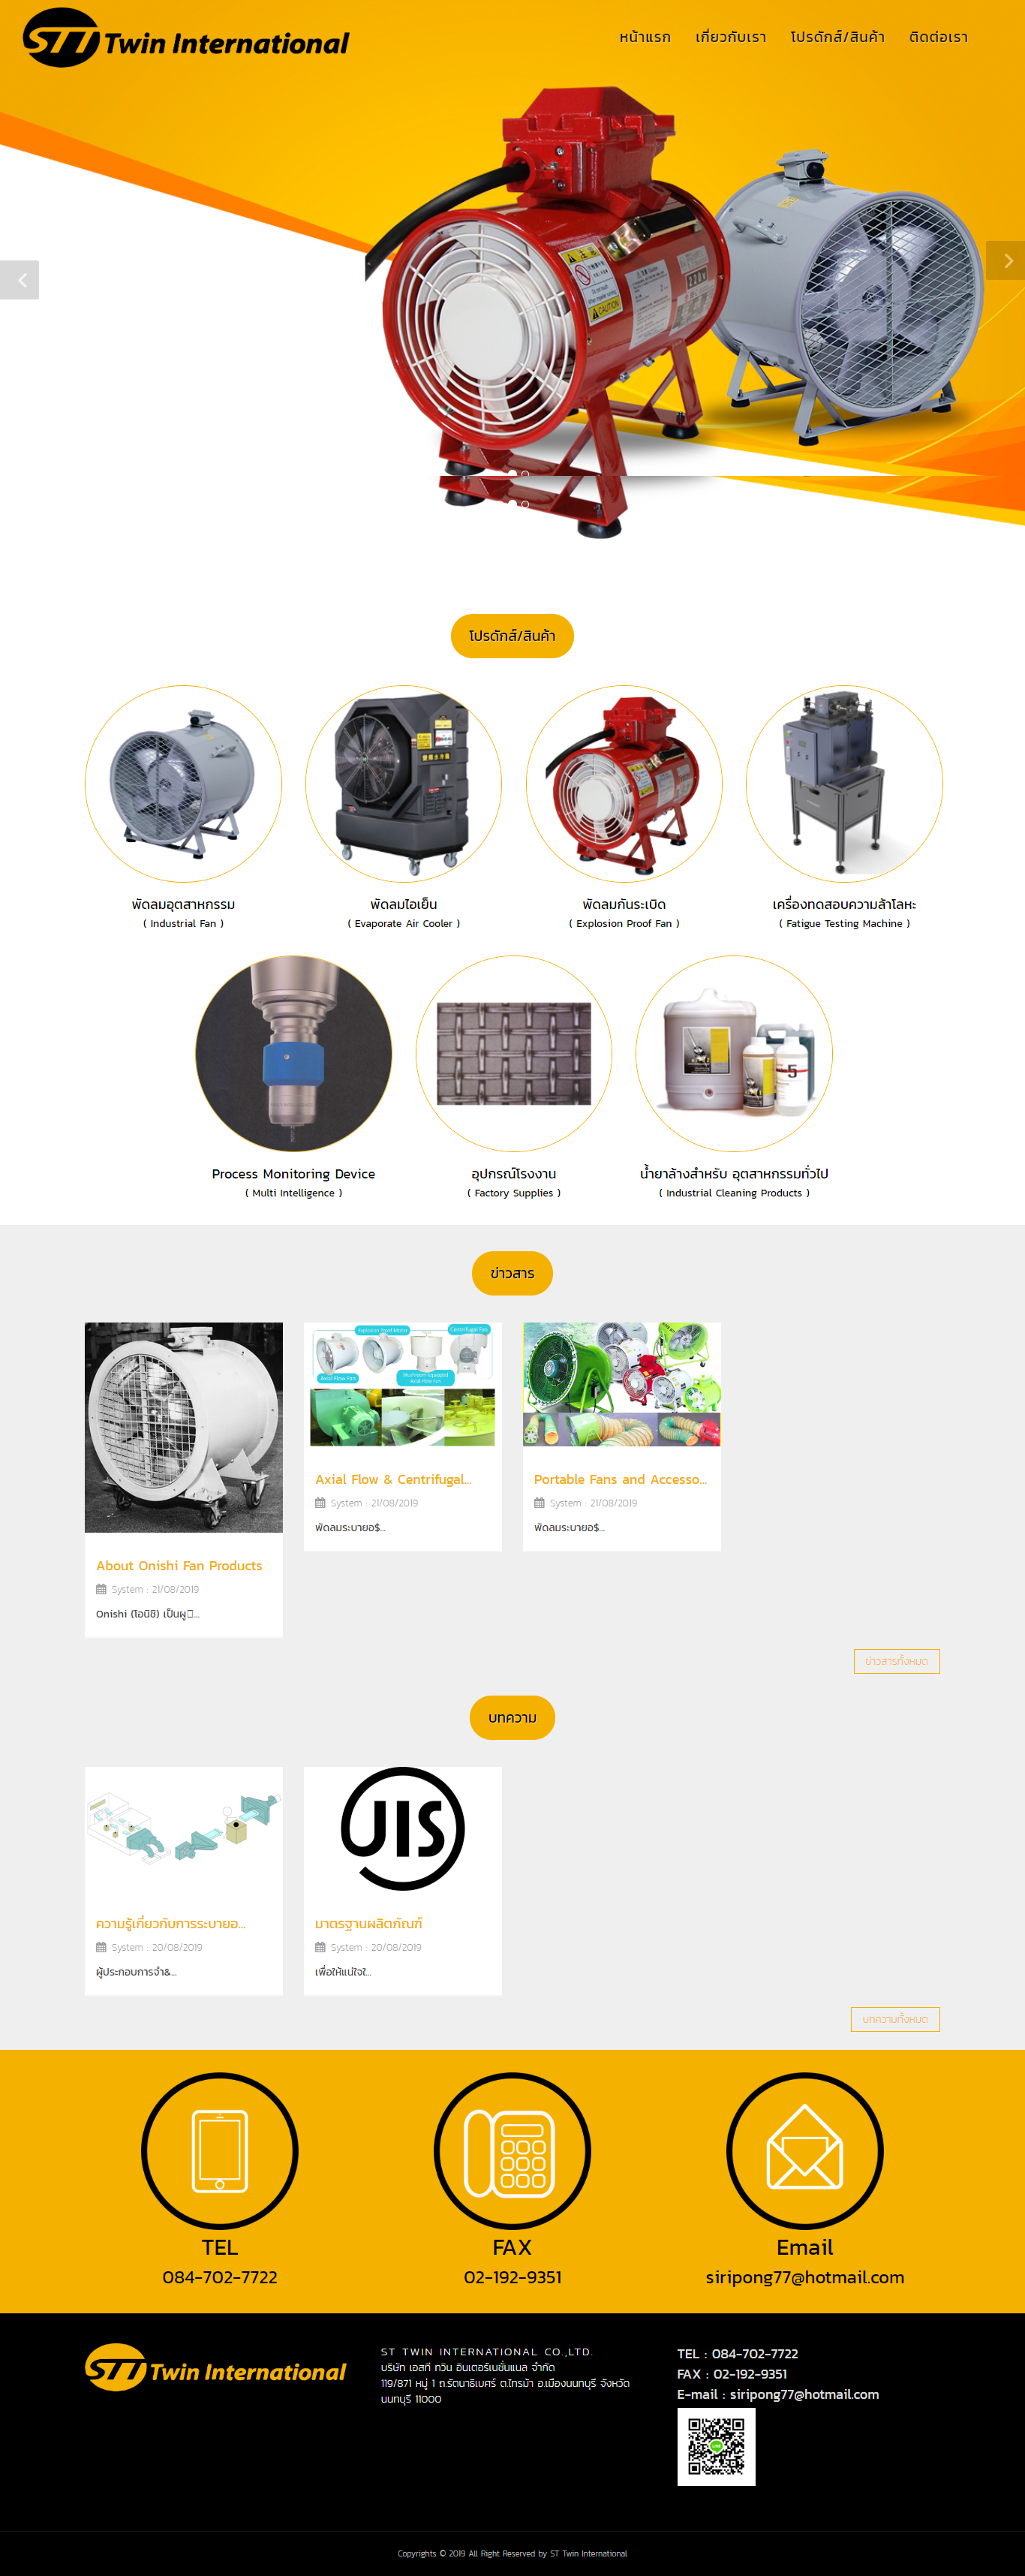 STT Twin International
หน้าแรก เกี่ยวกับเรา โปรดักส์/สินค้า ติดต่อเรา
220V
CAUTION
โปรดักส์/สินค้า
พัดลมอุตสาหกรรม
( Industrial Fan )
พัดลมไอเย็น
( Evaporate Air Cooler )
พัดลมกันระเบิด
( Explosion Proof Fan )
เครื่องทดสอบความล้าโลหะ
( Fatigue Testing Machine )
Process Monitoring Device
( Multi Intelligence )
อุปกรณ์โรงงาน
( Factory Supplies )
น้ำยาล้างสำหรับ อุตสาหกรรมทั่วไป
( Industrial Cleaning Products )
ข่าวสาร
About Onishi Fan Products
System : 21/08/2019
Onishi (โอนิชิ) เป็นผู...
Explosion Proof Motor
Centrifugal Fan
Axial Flow Fan
Axial Flow & Centrifugal...
System : 21/08/2019
พัดลมระบายอ$...
Portable Fans and Accesso...
System : 21/08/2019
พัดลมระบายอ$...
ข่าวสารทั้งหมด
บทความ
ความรู้เกี่ยวกับการระบายอ...
System : 20/08/2019
ผู้ประกอบการจำ&...
JIS
มาตรฐานผลิตภัณฑ์
System : 20/08/2019
เพื่อให้แน่ใจใ...
บทความทั้งหมด
TEL
084-702-7722
FAX
02-192-9351
Email
siripong77@hotmail.com
STT Twin International
ST TWIN INTERNATIONAL CO.,LTD.
บริษัท เอสที ทวิน อินเตอร์เนชั่นแนล จำกัด
119/871 หมู่ 1 ถ.รัตนาธิเบศร์ ต.ไทรม้า อ.เมืองนนทบุรี จังหวัด
นนทบุรี 11000
TEL : 084-702-7722
FAX : 02-192-9351
E-mail : siripong77@hotmail.com
Copyrights © 2019 All Right Reserved by ST Twin International